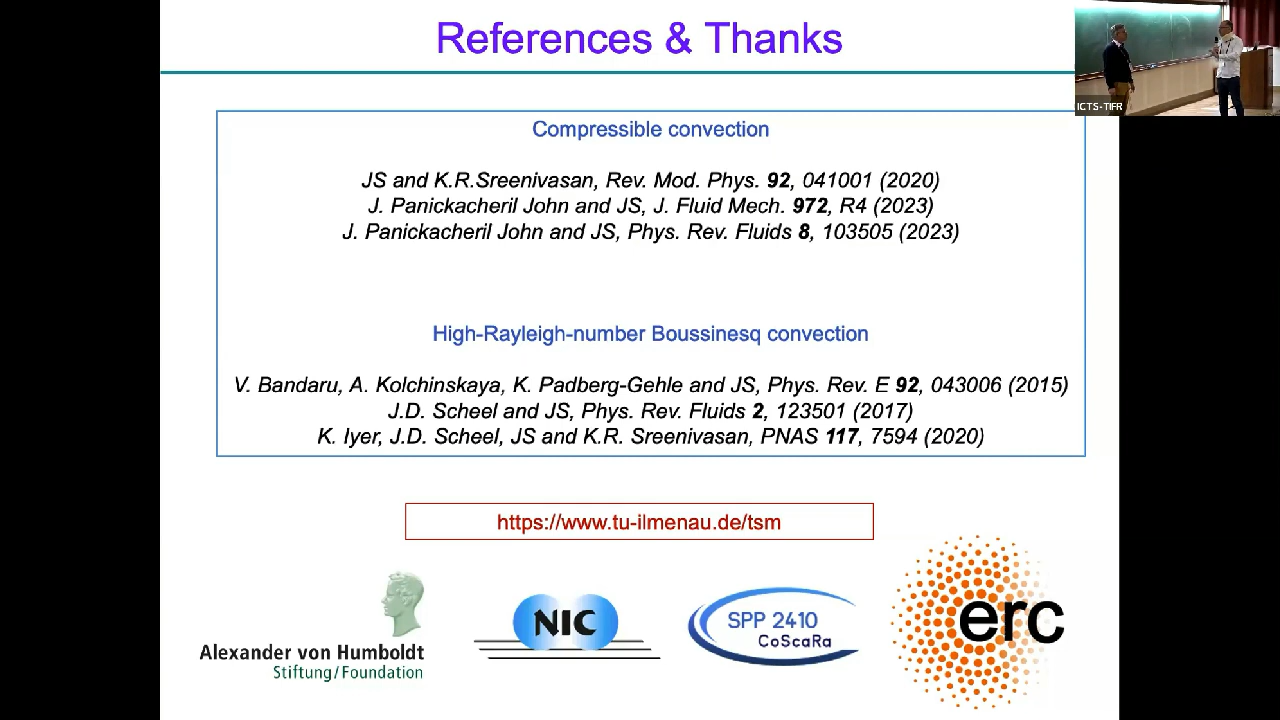 References & Thanks
ICTS-TIFR
Compressible convection
JS and K.R.Sreenivasan, Rev. Mod. Phys. 92, 041001 (2020)
J. Panickacheril John and JS, J. Fluid Mech. 972, R4 (2023)
J. Panickacheril John and JS, Phys. Rev. Fluids 8, 103505 (2023)
High-Rayleigh-number Boussinesq convection
V. Bandaru, A. Kolchinskaya, K. Padberg-Gehle and JS, Phys. Rev. E 92, 043006 (2015)
J.D. Scheel and JS, Phys. Rev. Fluids 2, 123501 (2017)
K. Iyer, J.D. Scheel, JS and K.R. Sreenivasan, PNAS 117, 7594 (2020)
https://www.tu-ilmenau.de/tsm
Alexander von Humboldt
Stiftung/Foundation
NIC
SPP 2410
CoScaRa
erc